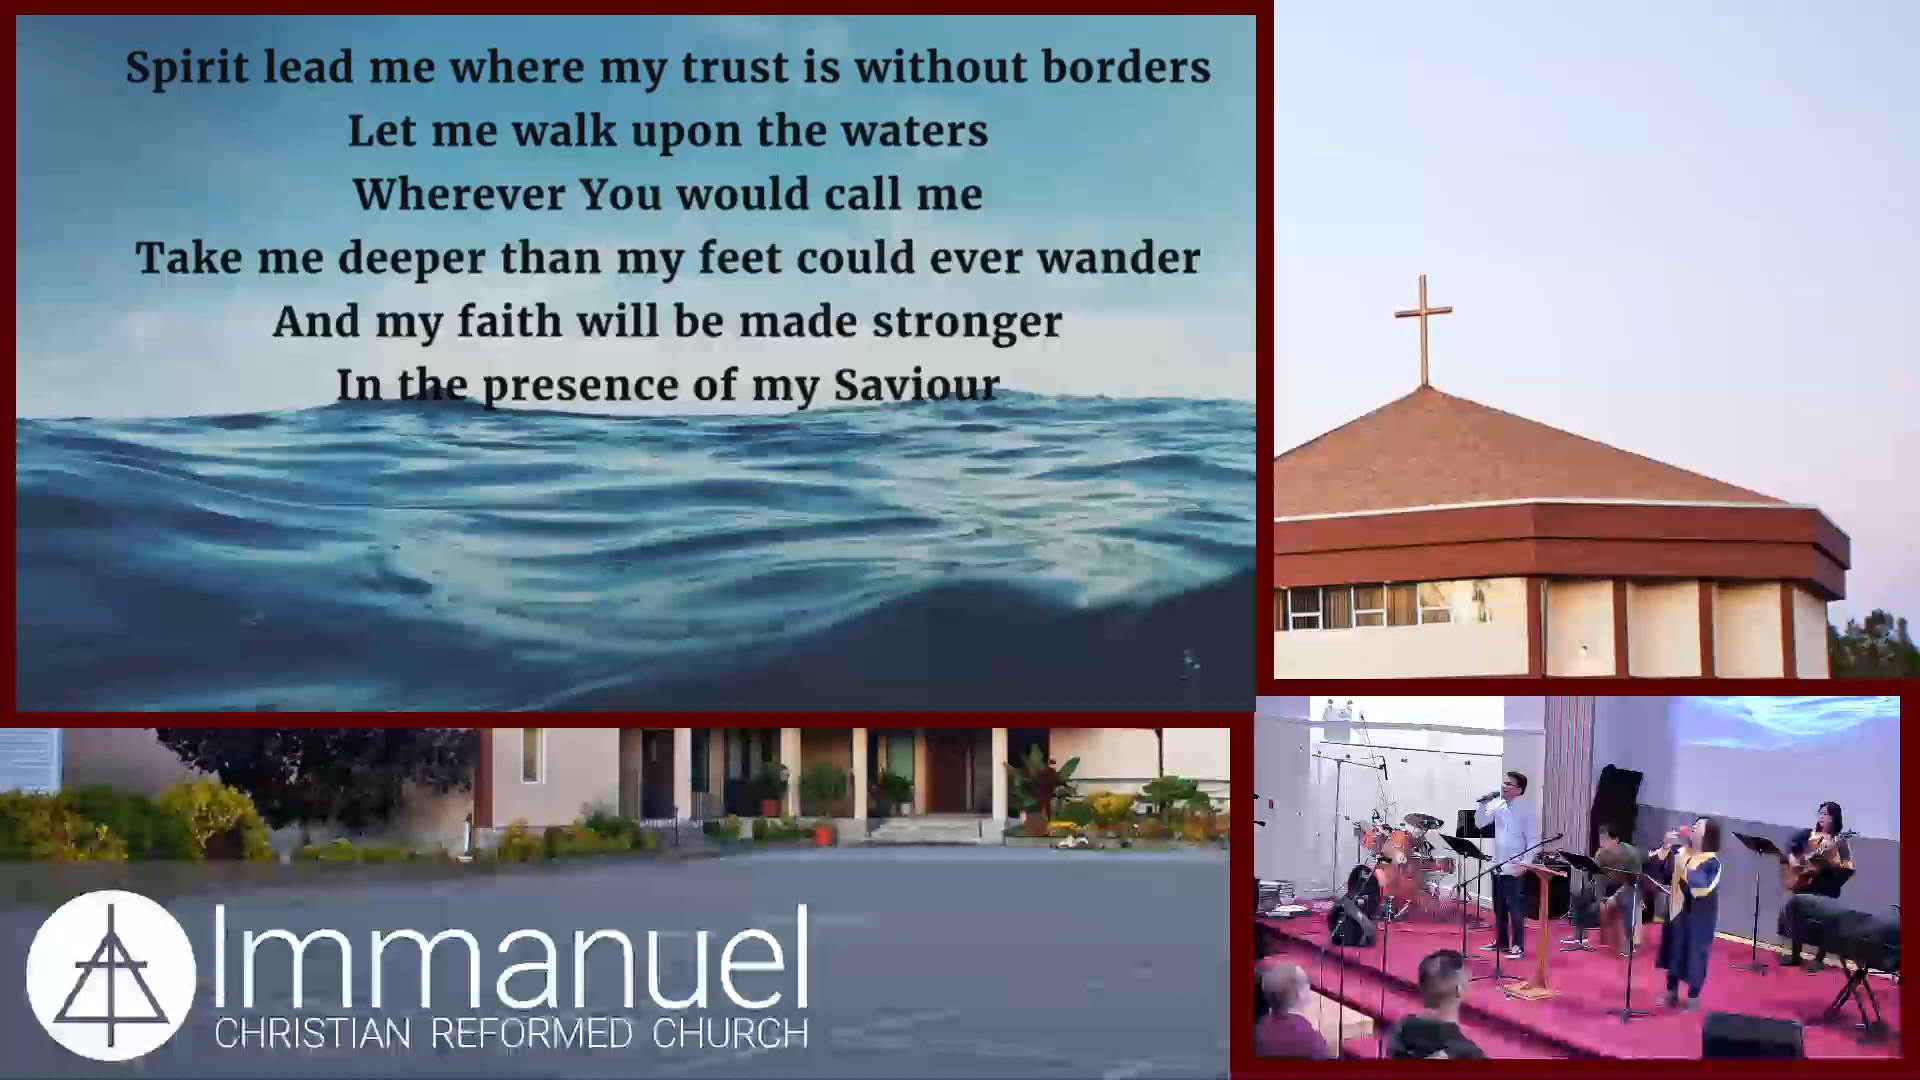 Spirit lead me where my trust is without borders
Let me walk upon the waters
Wherever You would call me
Take me deeper than my feet could ever wander
And my faith will be made stronger
In the presence of my Saviour
Immanuel
CHRISTIAN REFORMED CHURCH